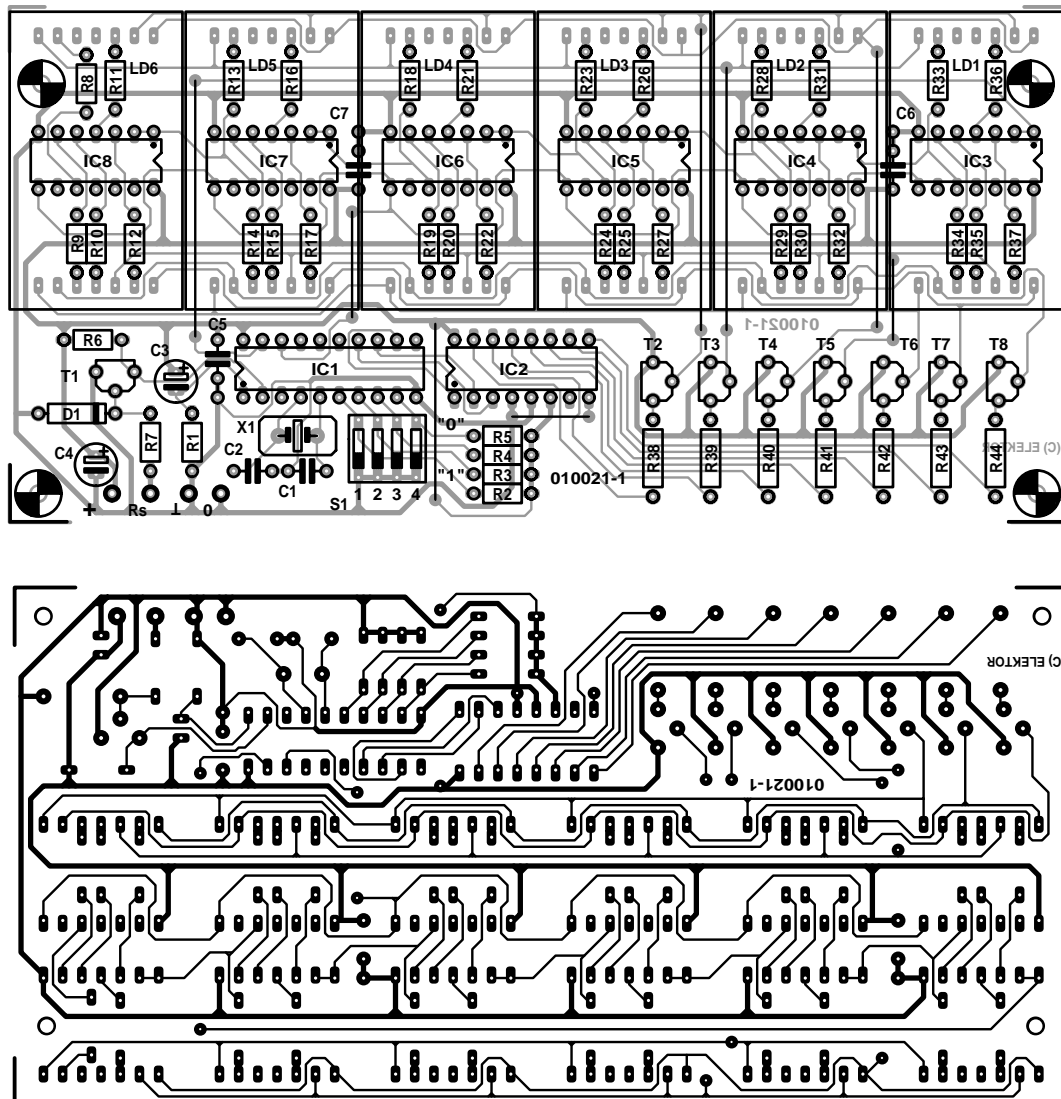 R8 R11 LD6 R13 LD5 R16 R18 LD4 R21 R23 LD3 R26 R28 LD2 R31 R33 LD1 R36
C7 C6
IC8 IC7 IC6 IC5 IC4 IC3
R9 R10 R12 R14 R15 R17 R19 R20 R22 R24 R25 R27 R29 R30 R32 R34 R35 R37
010021-1
R6 C3 C5 T2 T3 T4 T5 T6 T7 T8
T1 IC1 IC2
D1 X1 "0"
C4 R7 R1 C2 R5 R38 R39 R40 R41 R42 R43 R44 (C) ELEKTOR
R4
C1 "1" R3 010021-1
1 2 3 4 R2
+ Rs ⊥ 0 S1
C) ELEKTOR
010021-1